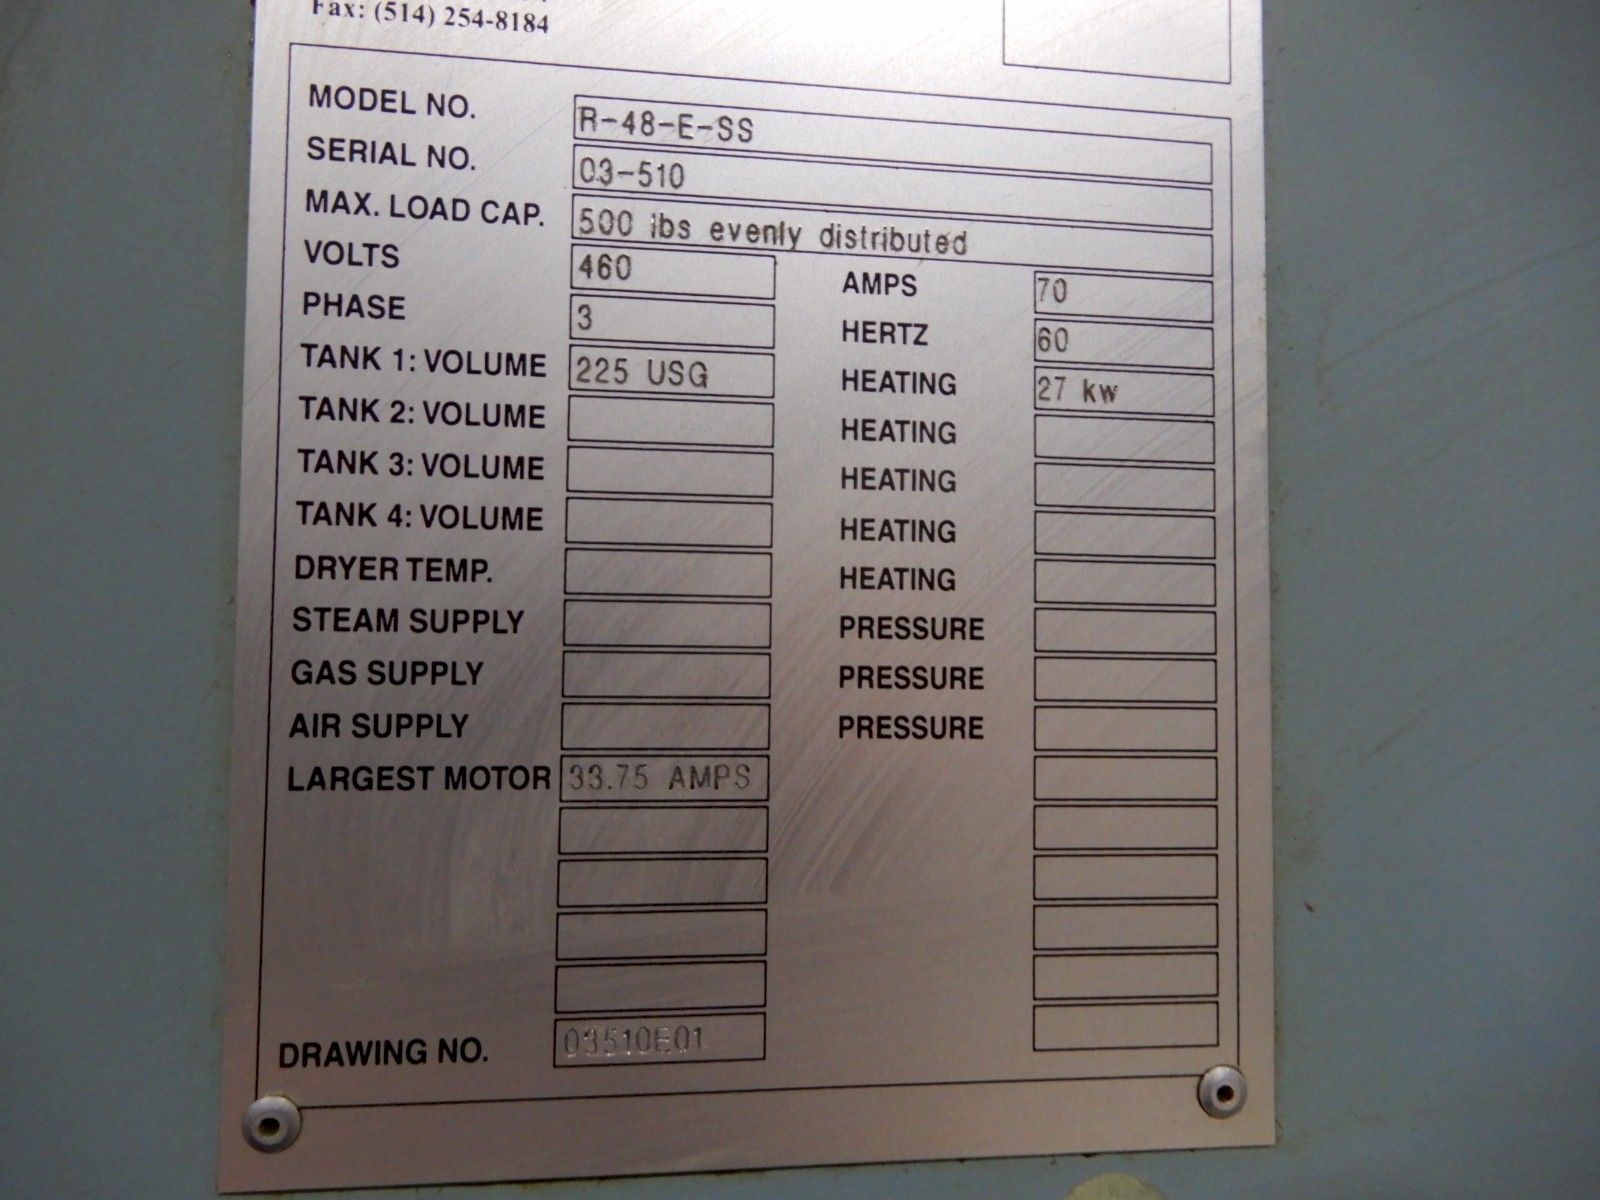 Fax: (514) 254-8184
MODEL NO. R-48-E-SS
SERIAL NO. 03-510
MAX. LOAD CAP. 500 lbs evenly distributed
VOLTS 460 AMPS 70
PHASE 3 HERTZ 60
TANK 1: VOLUME 225 USG HEATING 27 kw
TANK 2: VOLUME HEATING
TANK 3: VOLUME HEATING
TANK 4: VOLUME HEATING
DRYER TEMP. HEATING
STEAM SUPPLY PRESSURE
GAS SUPPLY PRESSURE
AIR SUPPLY PRESSURE
LARGEST MOTOR 33.75 AMPS
DRAWING NO. 03510E01